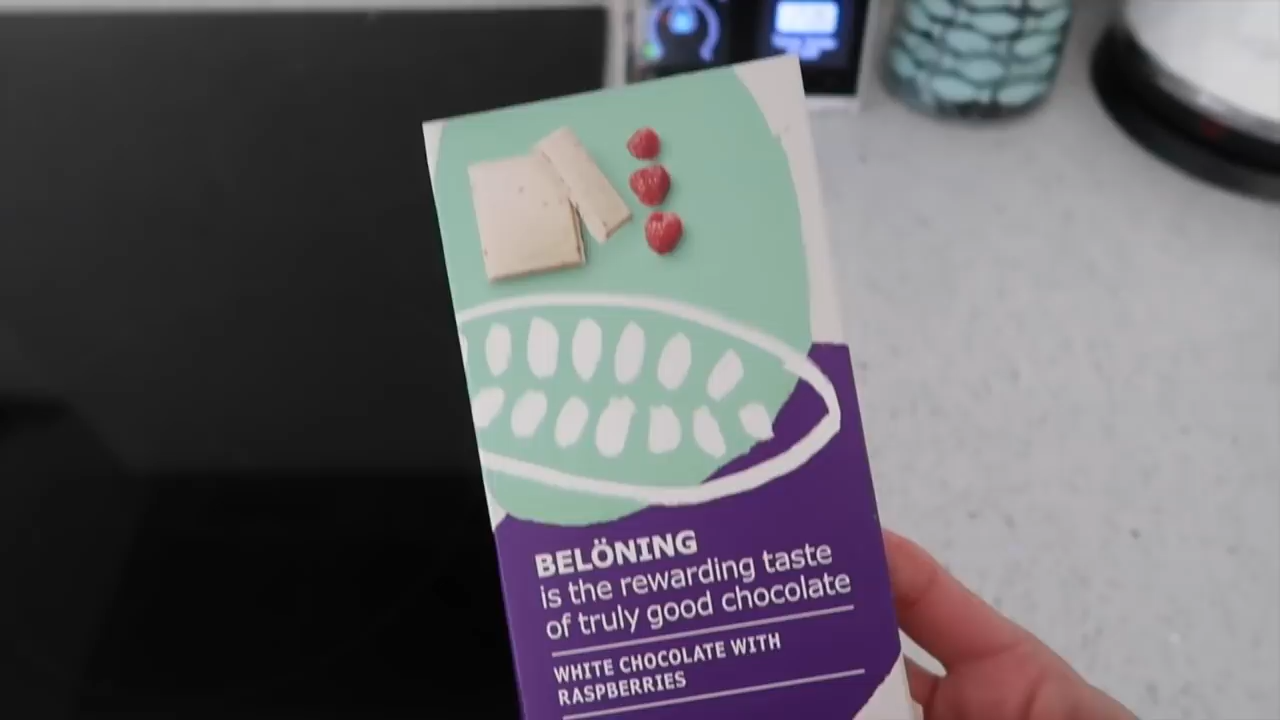 BELÖNING
is the rewarding taste
of truly good chocolate
WHITE CHOCOLATE WITH
RASPBERRIES